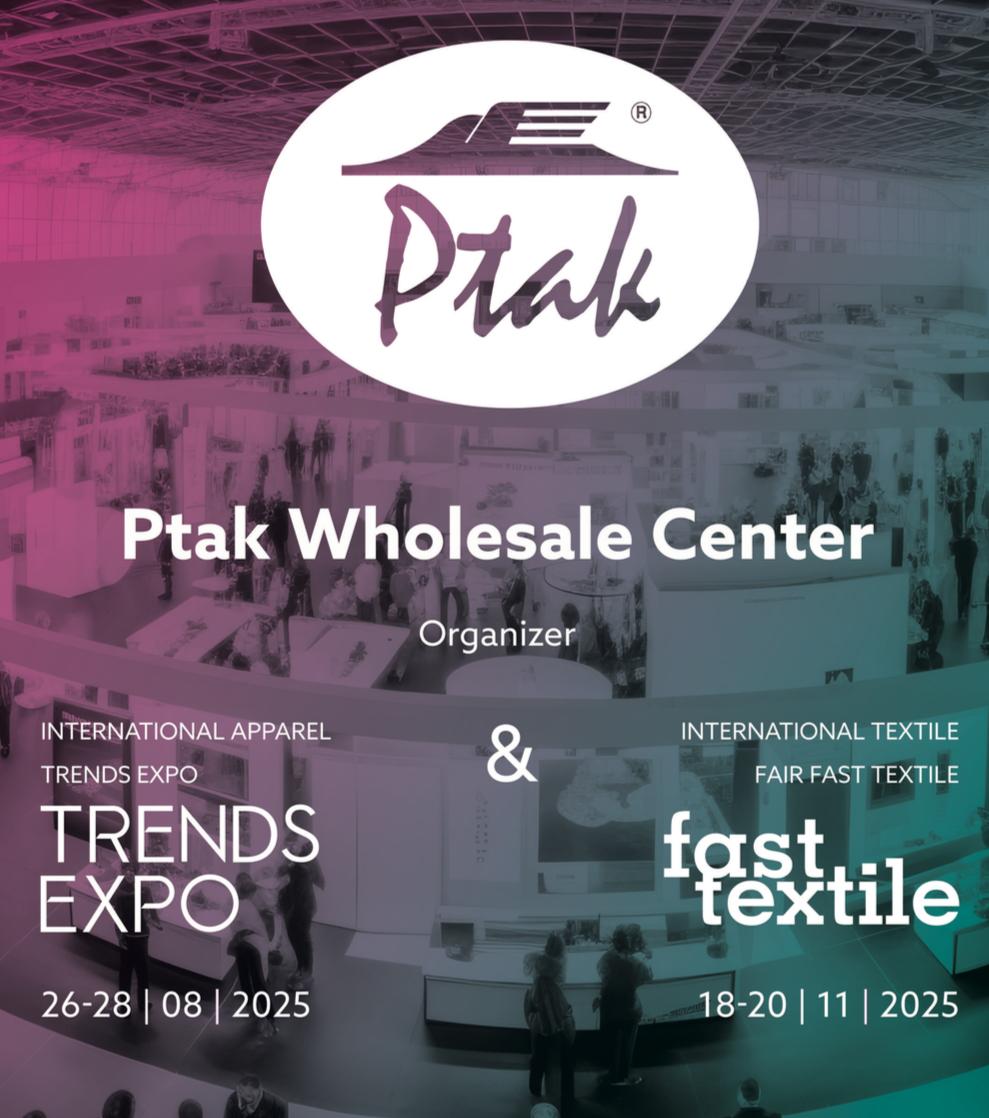 ®
Ptak
Ptak Wholesale Center
Organizer
INTERNATIONAL APPAREL
TRENDS EXPO
TRENDS
EXPO
26-28 | 08 | 2025
&
INTERNATIONAL TEXTILE
FAIR FAST TEXTILE
fast
textile
18-20 | 11 | 2025